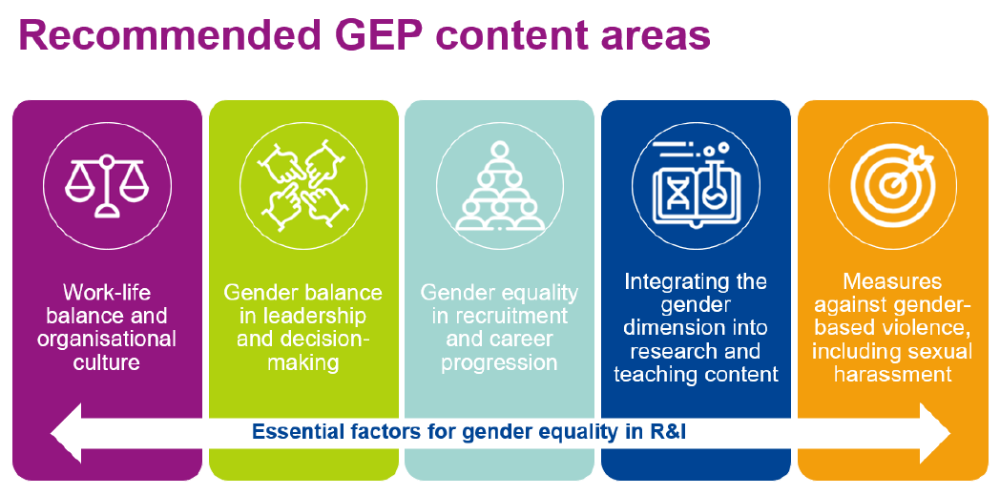 Recommended GEP content areas
Work-life
balance and
organisational
culture
Gender balance
in leadership
and decision-
making
Gender equality
in recruitment
and career
progression
Integrating the
gender
dimension into
research and
teaching content
Measures
against gender-
based violence,
including sexual
harassment
Essential factors for gender equality in R&I